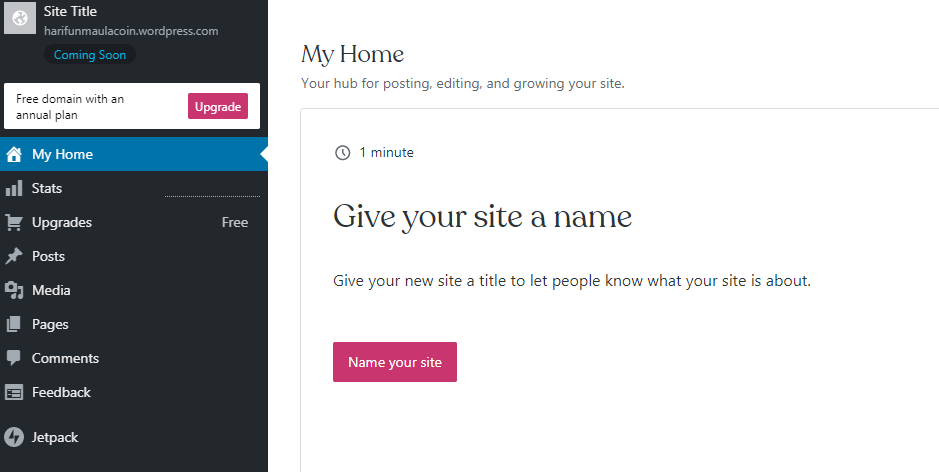 Site Title
harifunmaulacoin.wordpress.com
Coming Soon
Free domain with an
annual plan
Upgrade
My Home
Stats
Upgrades
Free
Posts
Media
Pages
Comments
Feedback
Jetpack
My Home
Your hub for posting, editing, and growing your site.
1 minute
Give your site a name
Give your new site a title to let people know what your site is about.
Name your site